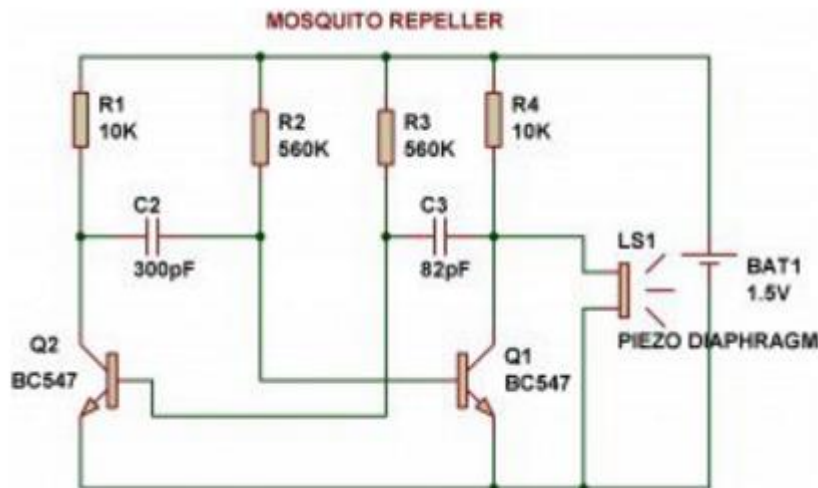 MOSQUITO REPELLER
R1
10K
R2
560K
R3
560K
R4
10K
C2
300pF
C3
82pF
LS1
PIEZO DIAPHRAGM
BAT1
1.5V
Q2
BC547
Q1
BC547